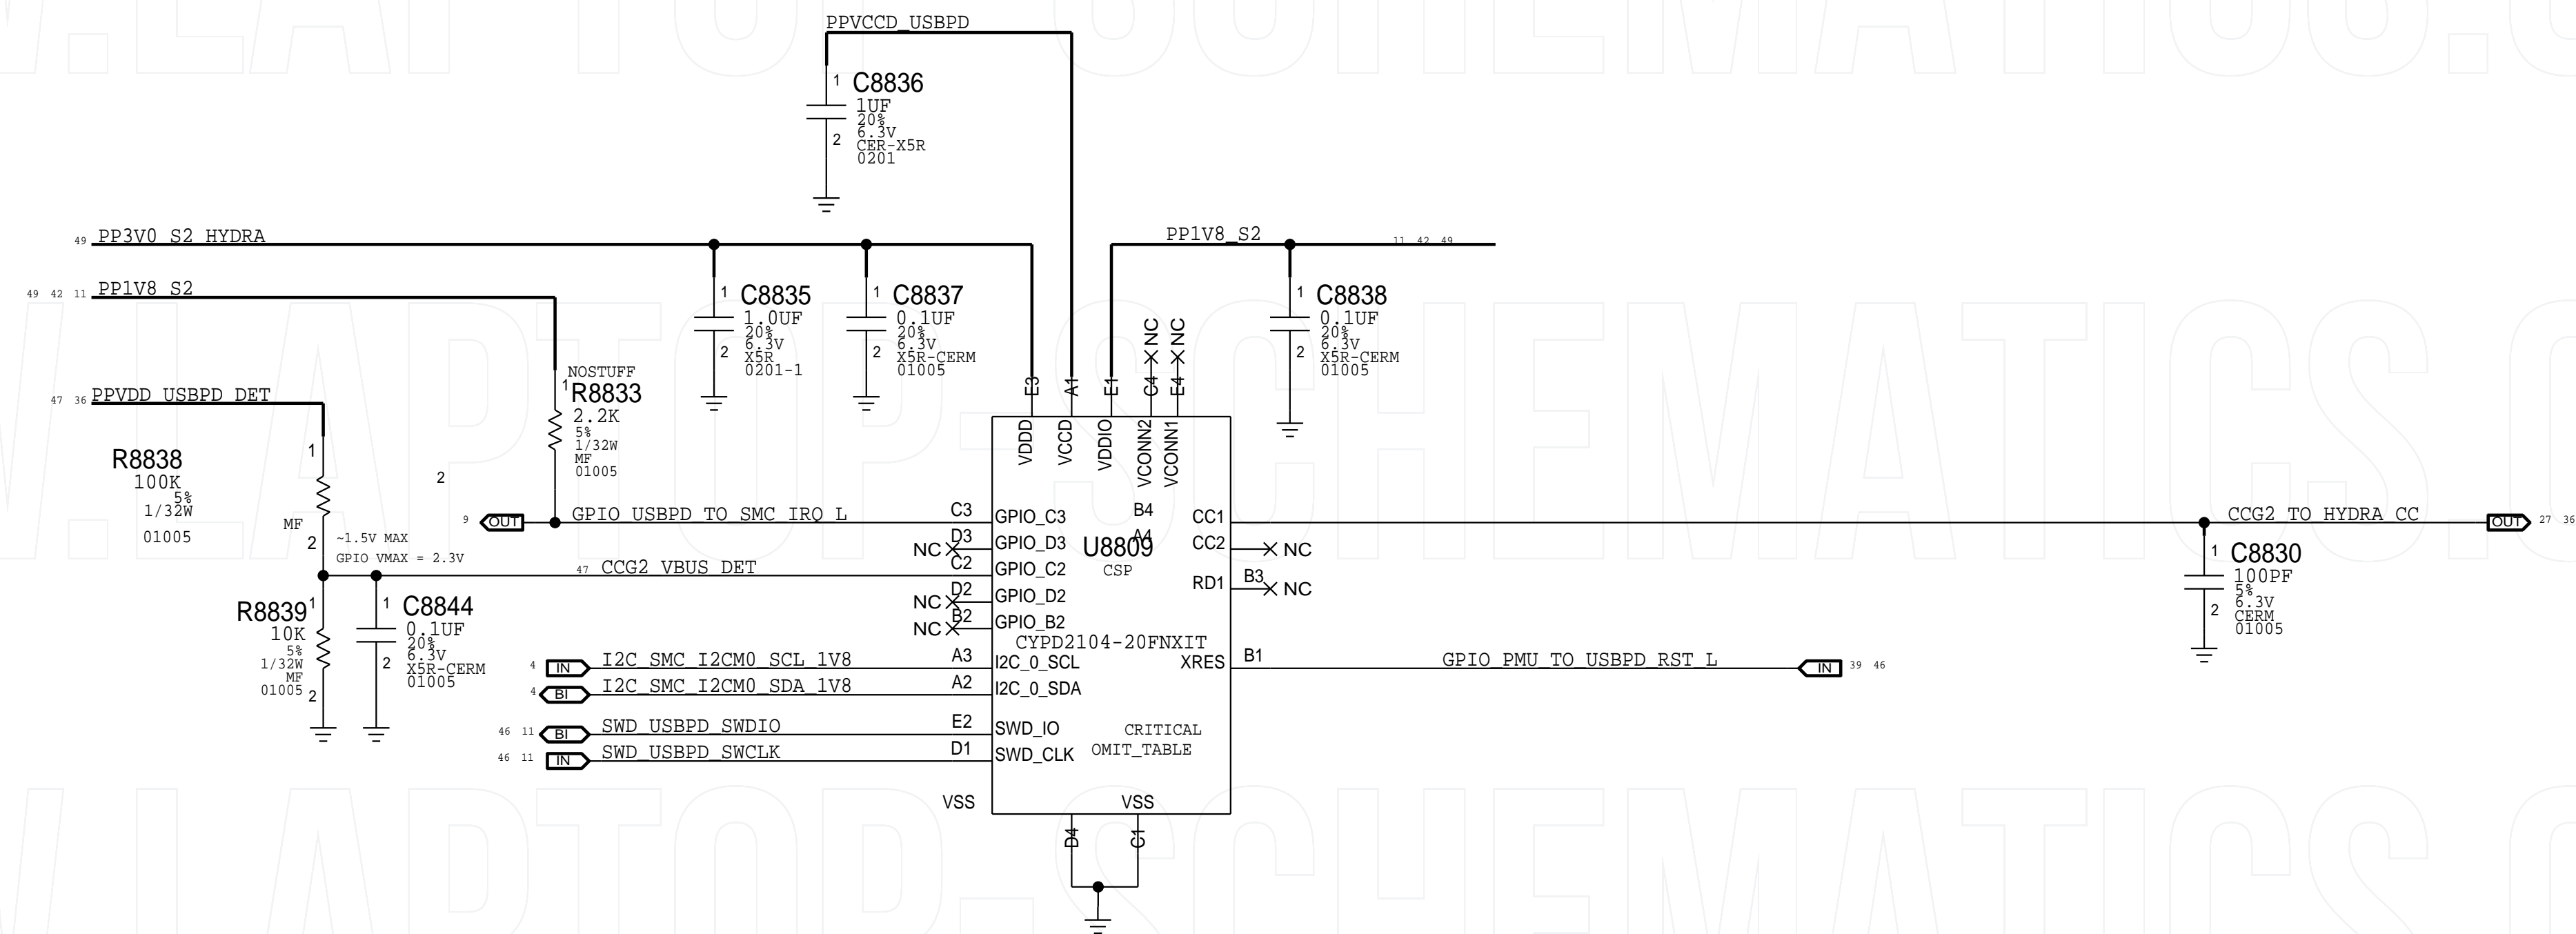 PPVCCD_USBPD
1
C8836
1UF
20%
6.3V
2
CER-X5R
0201
49 PP3V0_S2_HYDRA
PP1V8_S2
11 42 49
49 42 11 PP1V8_S2
1
C8835
1.0UF
20%
6.3V
2
X5R
0201-1
1
C8837
0.1UF
20%
6.3V
2
X5R-CERM
01005
1
C8838
0.1UF
20%
6.3V
2
X5R-CERM
01005
NC
NC
NOSTUFF
1
R8833
2.2K
5%
1/32W
MF
01005
2
47 36 PPVDD_USBPD_DET
1
R8838
100K
5%
1/32W
MF
01005
2
~1.5V MAX
GPIO VMAX = 2.3V
E3
A1
E1
C4
E4
VDDD
VCCD
VDDIO
VCONN2
VCONN1
9 OUT GPIO_USBPD_TO_SMC_IRQ_L C3 GPIO_C3
NC D3 GPIO_D3
47 CCG2_VBUS_DET C2 GPIO_C2
NC D2 GPIO_D2
NC B2 GPIO_B2
U8809
CSP
CYPD2104-20FNXIT
B4 CC1
CCG2_TO_HYDRA_CC OUT 27 36
A4 CC2 NC
RD1 B3 NC
1
C8830
100PF
5%
6.3V
2
CERM
01005
1
R8839
10K
5%
1/32W
MF
01005
2
1
C8844
0.1UF
20%
6.3V
2
X5R-CERM
01005
4 IN I2C_SMC_I2CM0_SCL_1V8 A3 I2C_0_SCL
XRES B1 GPIO_PMU_TO_USBPD_RST_L IN 39 46
4 BI I2C_SMC_I2CM0_SDA_1V8 A2 I2C_0_SDA
46 11 BI SWD_USBPD_SWDIO E2 SWD_IO
CRITICAL
46 11 IN SWD_USBPD_SWCLK D1 SWD_CLK
OMIT_TABLE
VSS
VSS
D4
C1